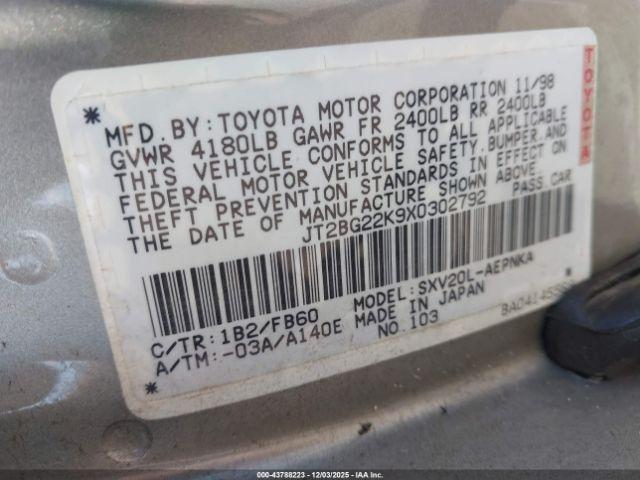 * MFD. BY: TOYOTA MOTOR CORPORATION 11/98
GVWR 4180LB GAWR FR 2400LB RR 2400LB
THIS VEHICLE CONFORMS TO ALL APPLICABLE
FEDERAL MOTOR VEHICLE SAFETY, BUMPER, AND
THEFT PREVENTION STANDARDS IN EFFECT ON
THE DATE OF MANUFACTURE SHOWN ABOVE.
JT2BG22K9X0302792 PASS.CAR
C/TR: 1B2/FB60 MODEL: SXV20L-AEPNKA *
A/TM: -03A/A140E MADE IN JAPAN
* NO.103
TOYOTA
000-43788223 | 12/03/2025 | IAA Inc.